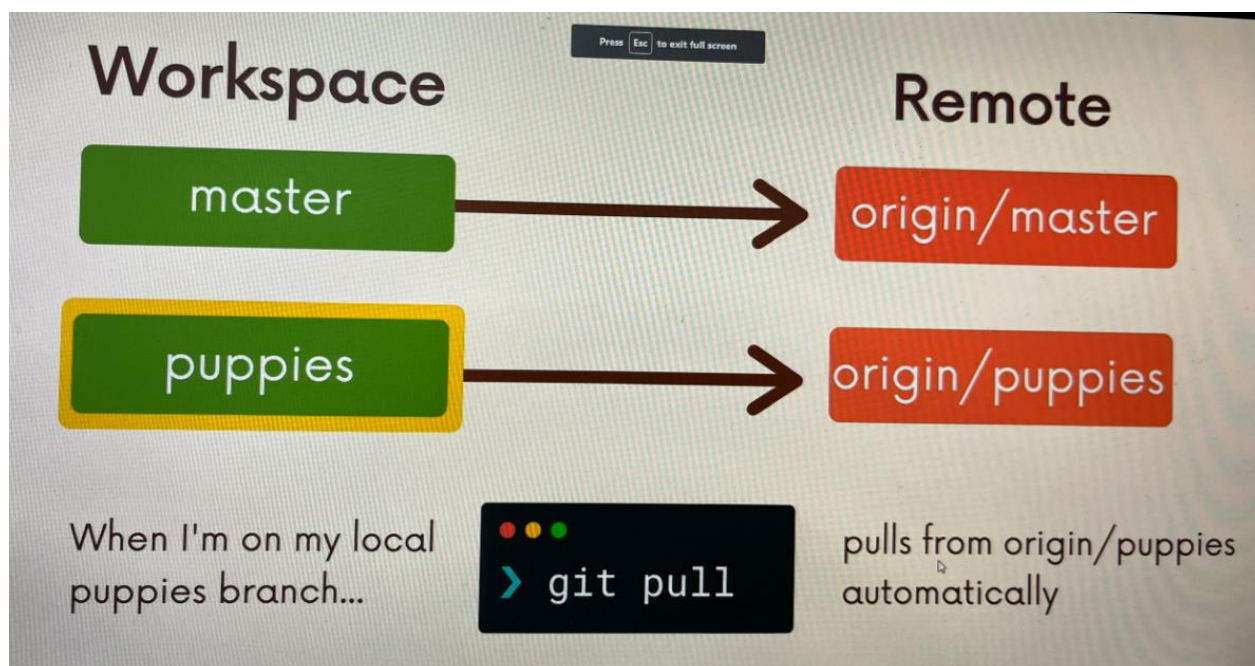 Press Esc to exit full screen
Workspace
Remote
master
origin/master
puppies
origin/puppies
When I'm on my local
puppies branch...
❯ git pull
pulls from origin/puppies
automatically